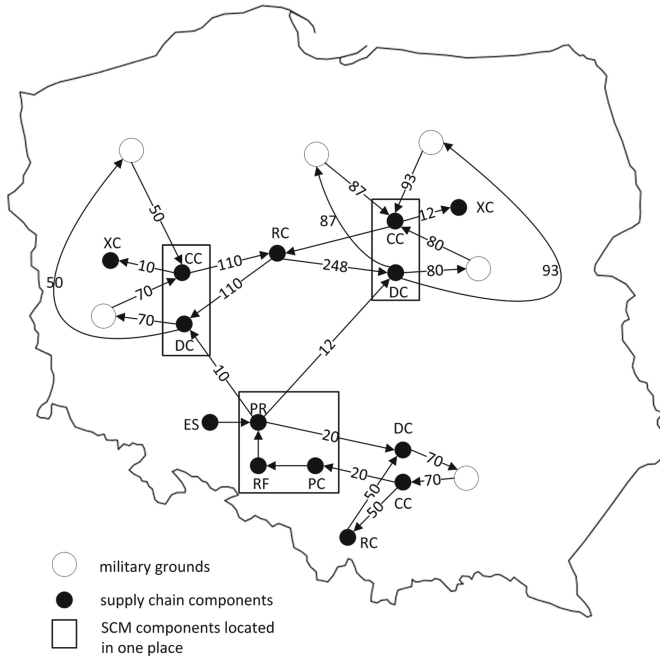 50
87
93
12
XC
RC
CC
87
XC
CC
80
10
110
248
80
50
70
110
DC
93
70
DC
12
10
PR
DC
ES
20
70
20
70
RF
PC
50
CC
50
RC
military grounds
supply chain components
SCM components located
in one place